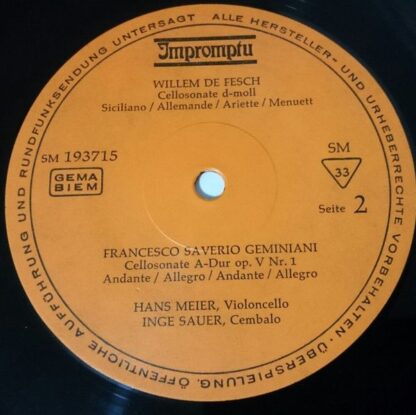 Impromptu
WILLEM DE FESCH
Cellosonate d-moll
Siciliano / Allemande / Ariette / Menuett
SM 193715
GEMA
BIEM
SM
33
Seite 2
FRANCESCO SAVERIO GEMINIANI
Cellosonate A-Dur op. V Nr. 1
Andante / Allegro / Andante / Allegro
HANS MEIER, Violoncello
INGE SAUER, Cembalo
ALLE HERSTELLER- UND URHEBERRECHTE VORBEHALTEN · ÜBERSPIELUNG, ÖFFENTLICHE AUFFÜHRUNG UND RUNDFUNKSENDUNG UNTERSAGT